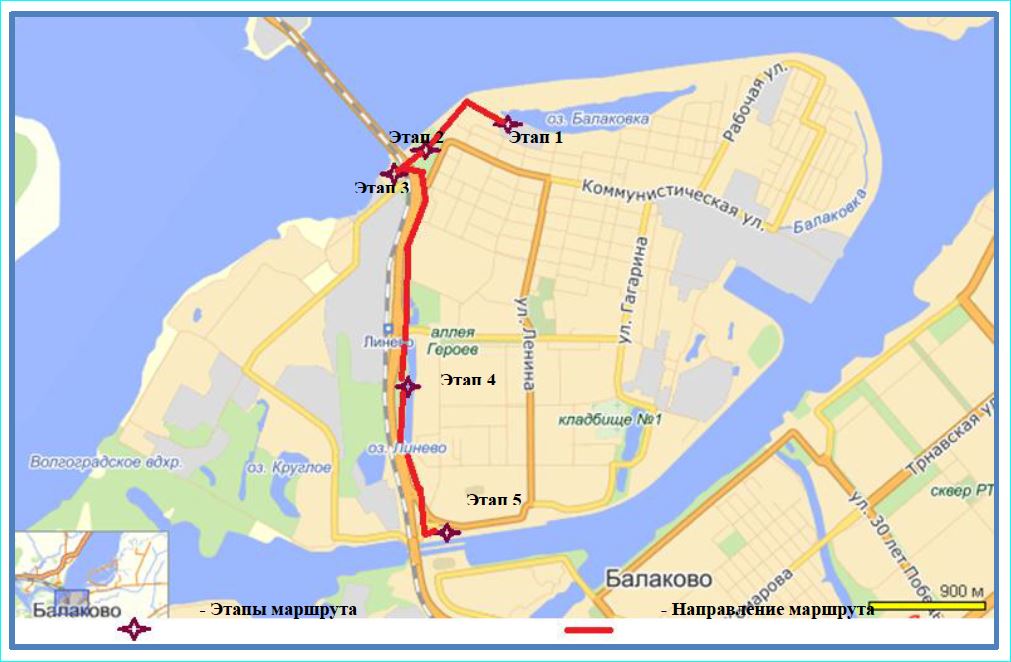 Рабочая ул.
оз. Балаковка
Этап 1
Этап 2
Этап 3
Коммунистическая ул.
Балаковка
ул. Гагарина
ул. Ленина
аллея
Героев
Линево
Этап 4
кладбище №1
Трнавская ул.
оз. Линево
Волгоградское вдхр.
оз. Круглое
сквер РТ
Этап 5
ул. 30 лет Победы
Балаково
900 м
Балаково
- Этапы маршрута
- Направление маршрута